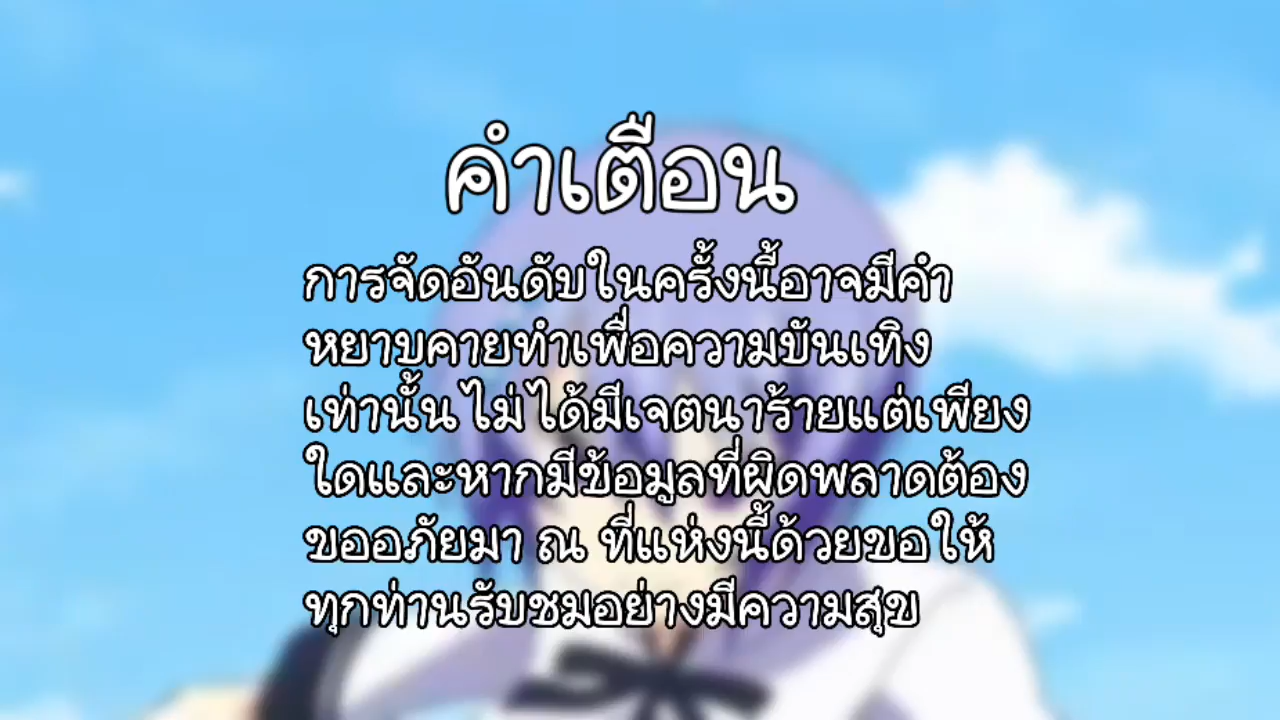 คำเตือน
การจัดอันดับในครั้งนี้อาจมีคำ
หยาบคายทำเพื่อความบันเทิง
เท่านั้น ไม่ได้มีเจตนาร้ายแต่เพียง
ใดและหากมีข้อมูลที่ผิดพลาดต้อง
ขออภัยมา ณ ที่แห่งนี้ด้วยขอให้
ทุกท่านรับชมอย่างมีความสุข